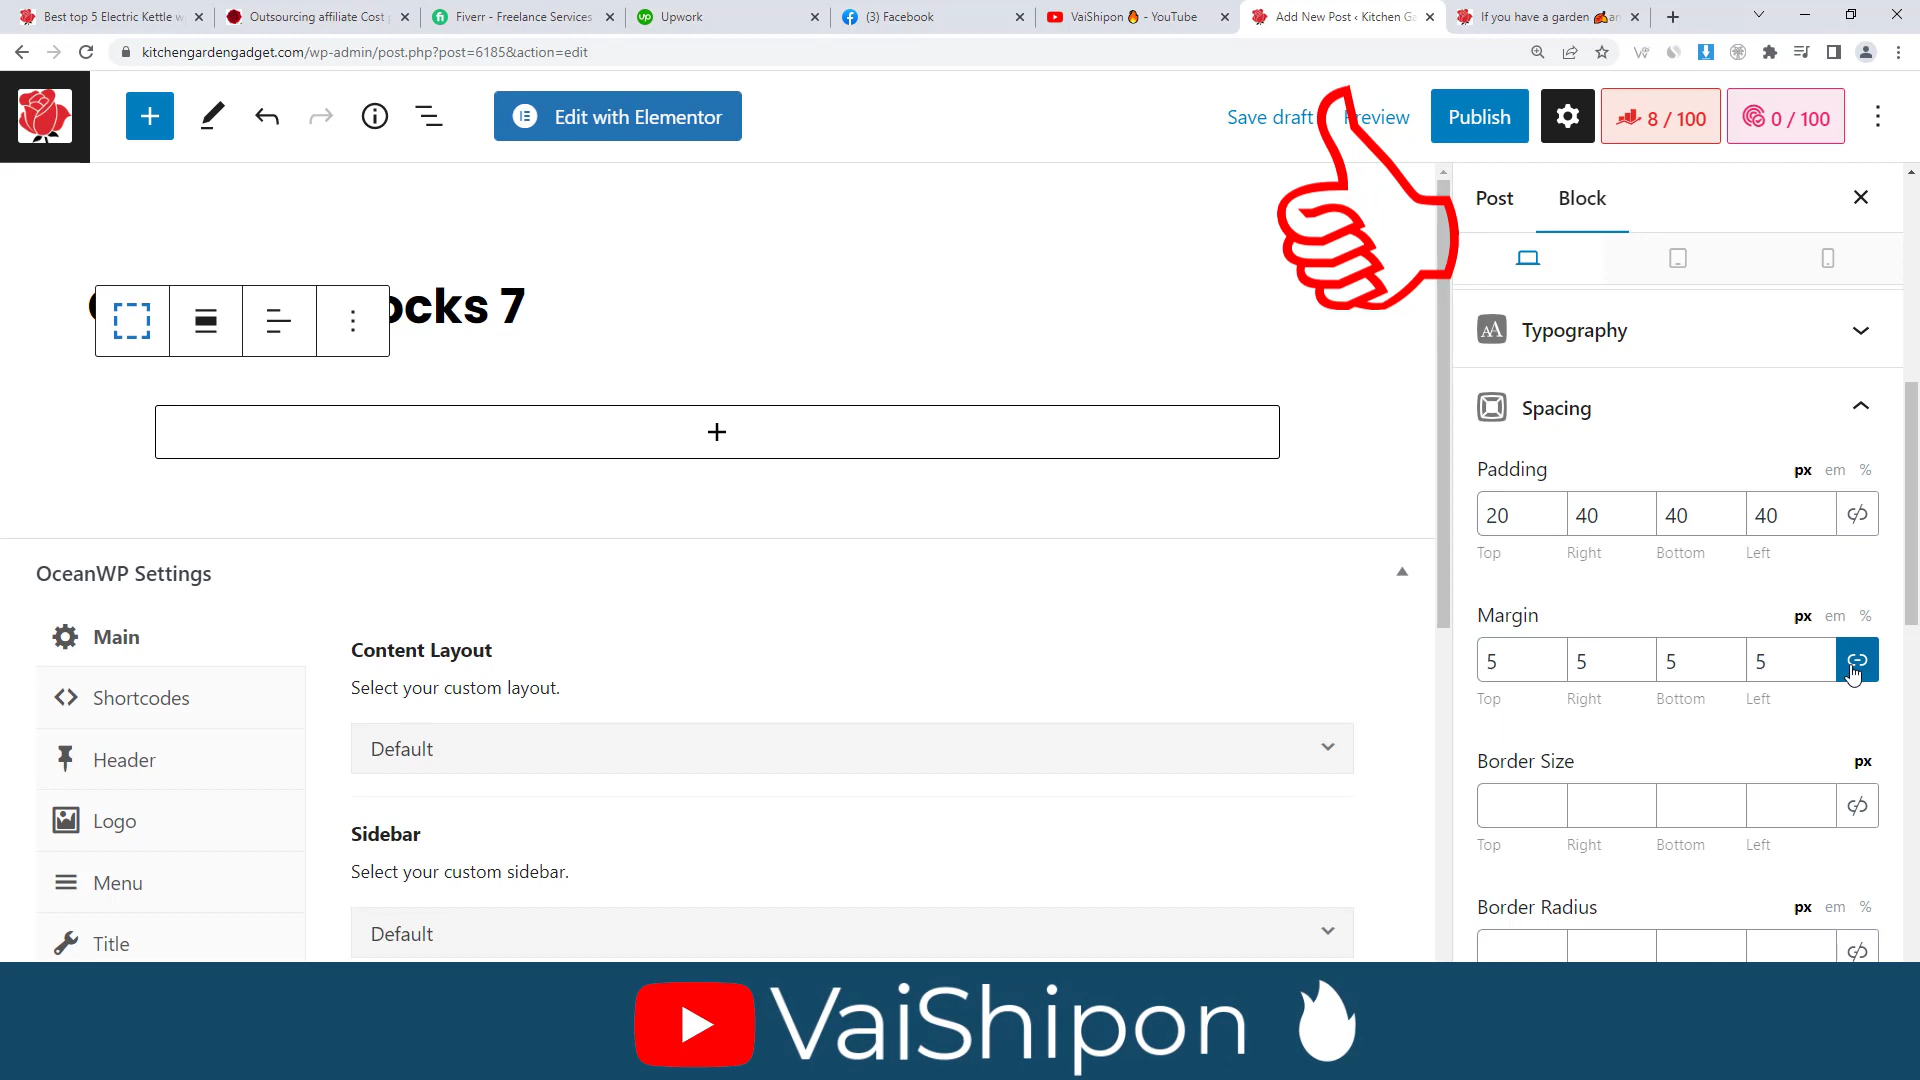 Best top 5 Electric Kettle w
Outsourcing affiliate Cost
Fiverr - Freelance Services
Upwork
(3) Facebook
VaiShipon 🔥 - YouTube
Add New Post ‹ Kitchen Ga
If you have a garden 🍂an
kitchengardengadget.com/wp-admin/post.php?post=6185&action=edit
Edit with Elementor
Save draft
Preview
Publish
8 / 100
0 / 100
Post
Block
ocks 7
Typography
Spacing
Padding
px em %
20 40 40 40
Top Right Bottom Left
Margin
px em %
5 5 5 5
Top Right Bottom Left
Border Size
px
Top Right Bottom Left
Border Radius
px em %
OceanWP Settings
Main
Shortcodes
Header
Logo
Menu
Title
Content Layout
Select your custom layout.
Default
Sidebar
Select your custom sidebar.
Default
VaiShipon